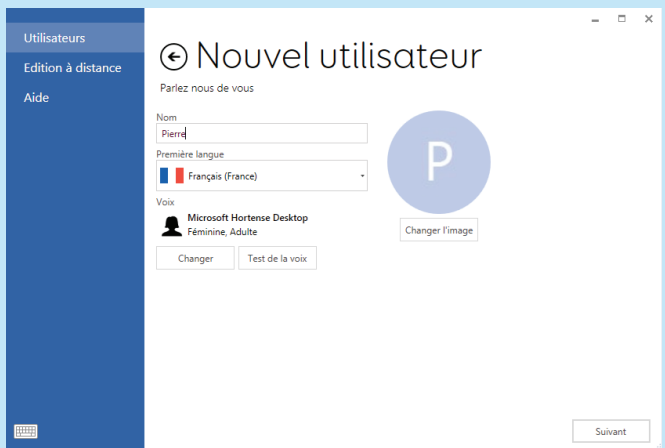 Utilisateurs
Edition à distance
Aide
Nouvel utilisateur
Parlez nous de vous
Nom
Pierre
Première langue
Français (France)
Voix
Microsoft Hortense Desktop
Féminine, Adulte
Changer
Test de la voix
P
Changer l'image
Suivant